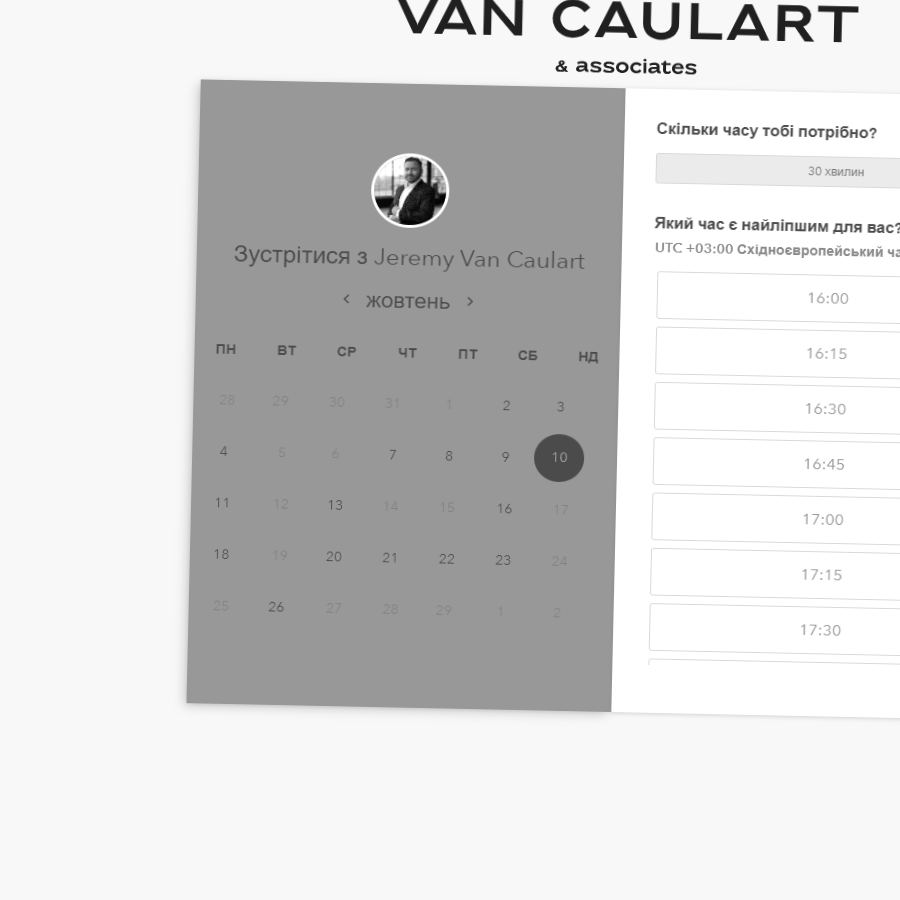 VAN CAULART
& associates
Зустрітися з Jeremy Van Caulart
жовтень
ПН ВТ СР ЧТ ПТ СБ НД
28 29 30 31 1 2 3
4 5 6 7 8 9 10
11 12 13 14 15 16 17
18 19 20 21 22 23 24
25 26 27 28 29 1 2
Скільки часу тобі потрібно?
30 хвилин
Який час є найліпшим для вас?
UTC +03:00 Східноєвропейський ча
16:00
16:15
16:30
16:45
17:00
17:15
17:30